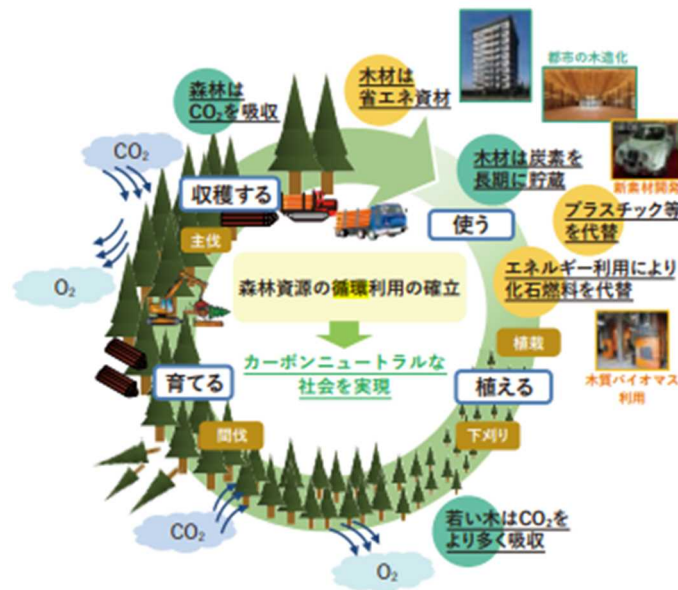 都市の木造化
森林は
CO₂を吸収
木材は
省エネ資材
CO₂
木材は炭素を
長期に貯蔵
新素材開発
収穫する
使う
プラスチック等
を代替
主伐
O₂
森林資源の循環利用の確立
エネルギー利用により
化石燃料を代替
植栽
カーボンニュートラルな
社会を実現
育てる
植える
木質バイオマス
利用
間伐
下刈り
CO₂
若い木はCO₂を
より多く吸収
O₂